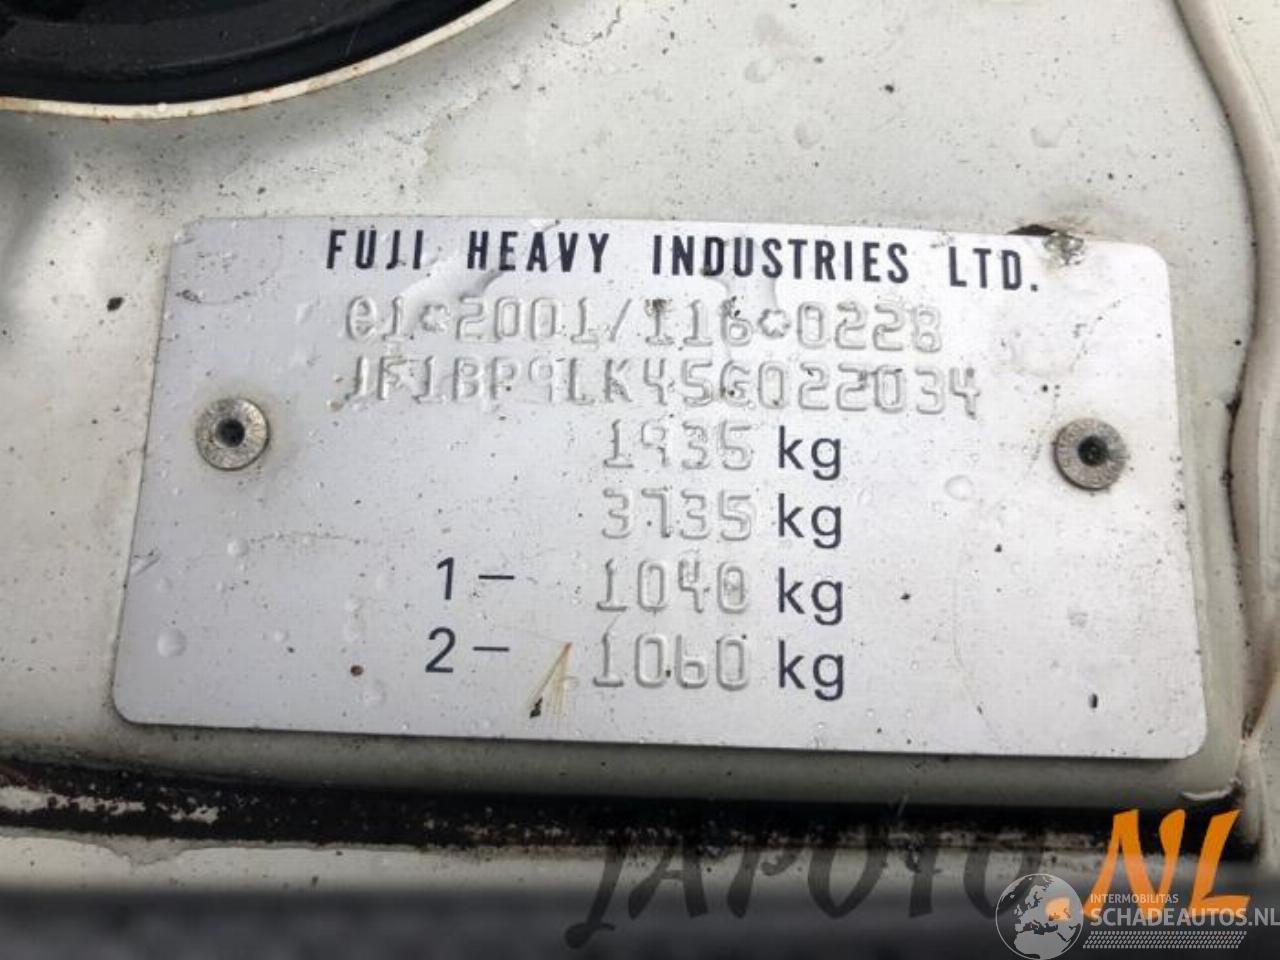 FUJI HEAVY INDUSTRIES LTD.
e1*2001/116*0228
JF1BP9LK45G022034
1935 kg
3735 kg
1- 1040 kg
2- 1060 kg
JAPOTO.NL
INTERMOBILITAS
SCHADEAUTOS.NL